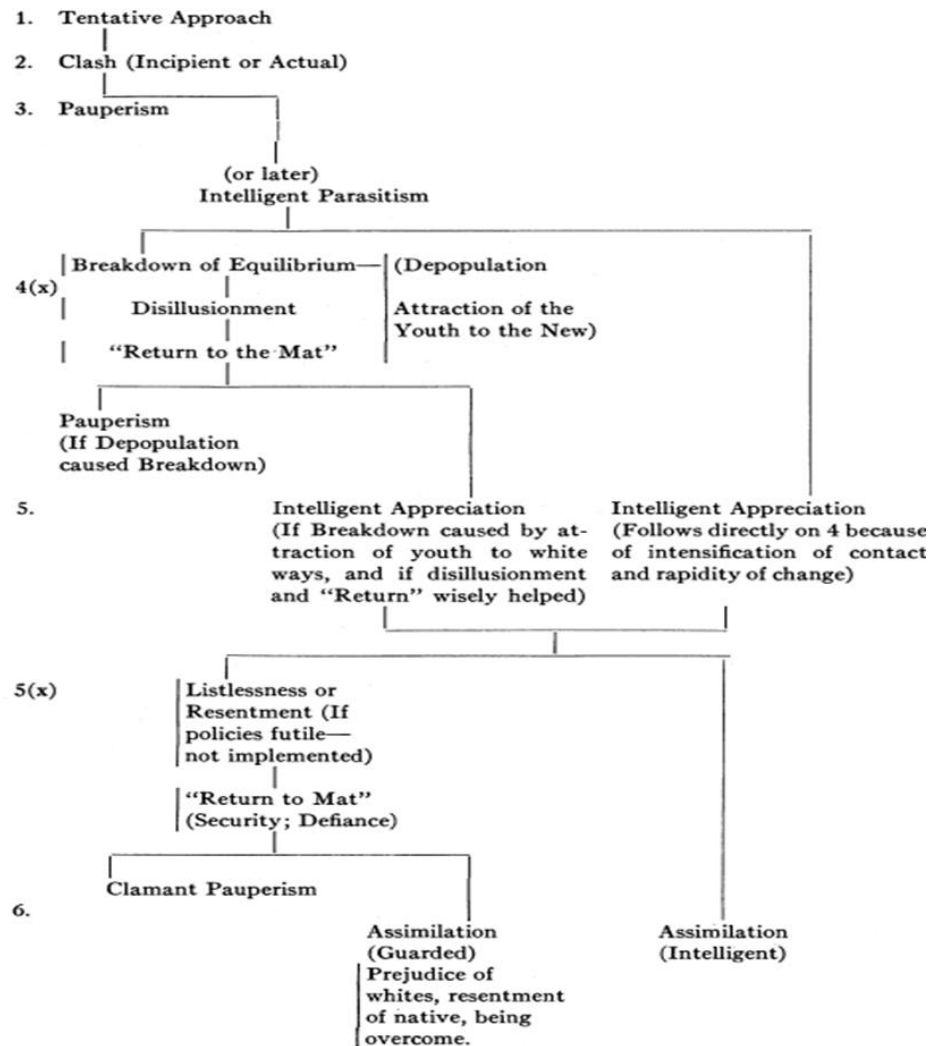 1. Tentative Approach
2. Clash (Incipient or Actual)
3. Pauperism
(or later)
Intelligent Parasitism
4(x)
Breakdown of Equilibrium—
Disillusionment
“Return to the Mat”
(Depopulation
Attraction of the
Youth to the New)
Pauperism
(If Depopulation
caused Breakdown)
5.
Intelligent Appreciation
(If Breakdown caused by at-
traction of youth to white
ways, and if disillusionment
and “Return” wisely helped)
Intelligent Appreciation
(Follows directly on 4 because
of intensification of contact
and rapidity of change)
5(x)
Listlessness or
Resentment (If
policies futile—
not implemented)
“Return to Mat”
(Security; Defiance)
Clamant Pauperism
6.
Assimilation
(Guarded)
Prejudice of
whites, resentment
of native, being
overcome.
Assimilation
(Intelligent)